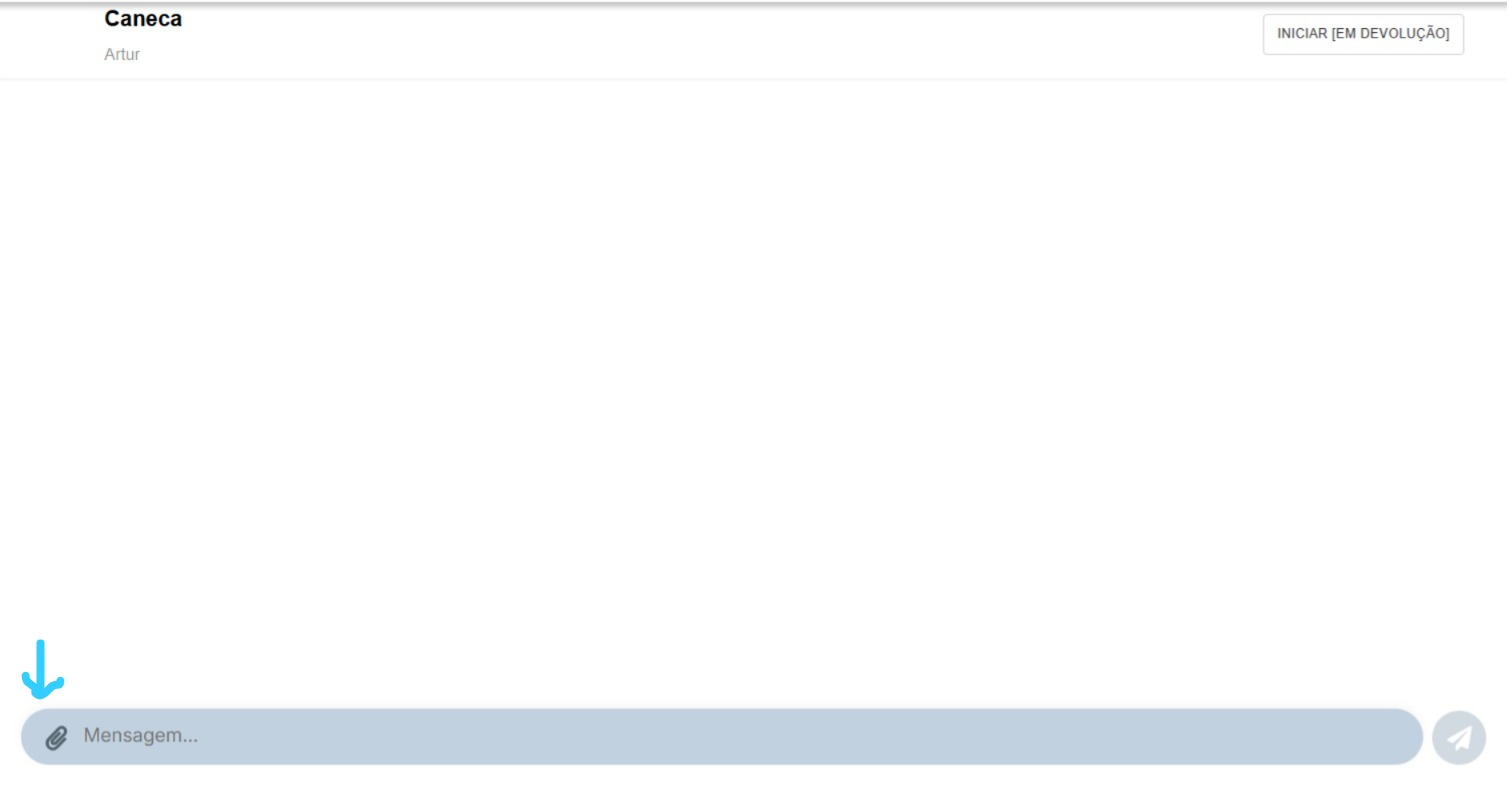 Caneca
Artur
INICIAR [EM DEVOLUÇÃO]
Mensagem...